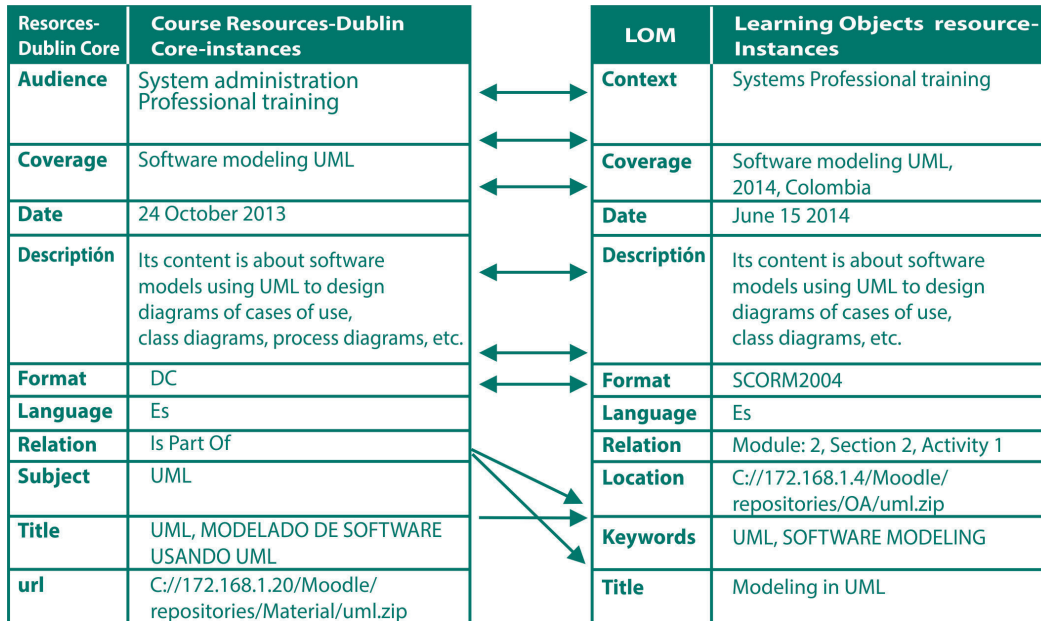 Resorces-
Dublin Core
Course Resources-Dublin
Core-instances
Audience
System administration
Professional training
Coverage
Software modeling UML
Date
24 October 2013
Descriptión
Its content is about software
models using UML to design
diagrams of cases of use,
class diagrams, process diagrams, etc.
Format
DC
Language
Es
Relation
Is Part Of
Subject
UML
Title
UML, MODELADO DE SOFTWARE
USANDO UML
url
C://172.168.1.20/Moodle/
repositories/Material/uml.zip
LOM
Learning Objects resource-
Instances
Context
Systems Professional training
Coverage
Software modeling UML,
2014, Colombia
Date
June 15 2014
Descriptión
Its content is about software
models using UML to design
diagrams of cases of use,
class diagrams, etc.
Format
SCORM2004
Language
Es
Relation
Module: 2, Section 2, Activity 1
Location
C://172.168.1.4/Moodle/
repositories/OA/uml.zip
Keywords
UML, SOFTWARE MODELING
Title
Modeling in UML